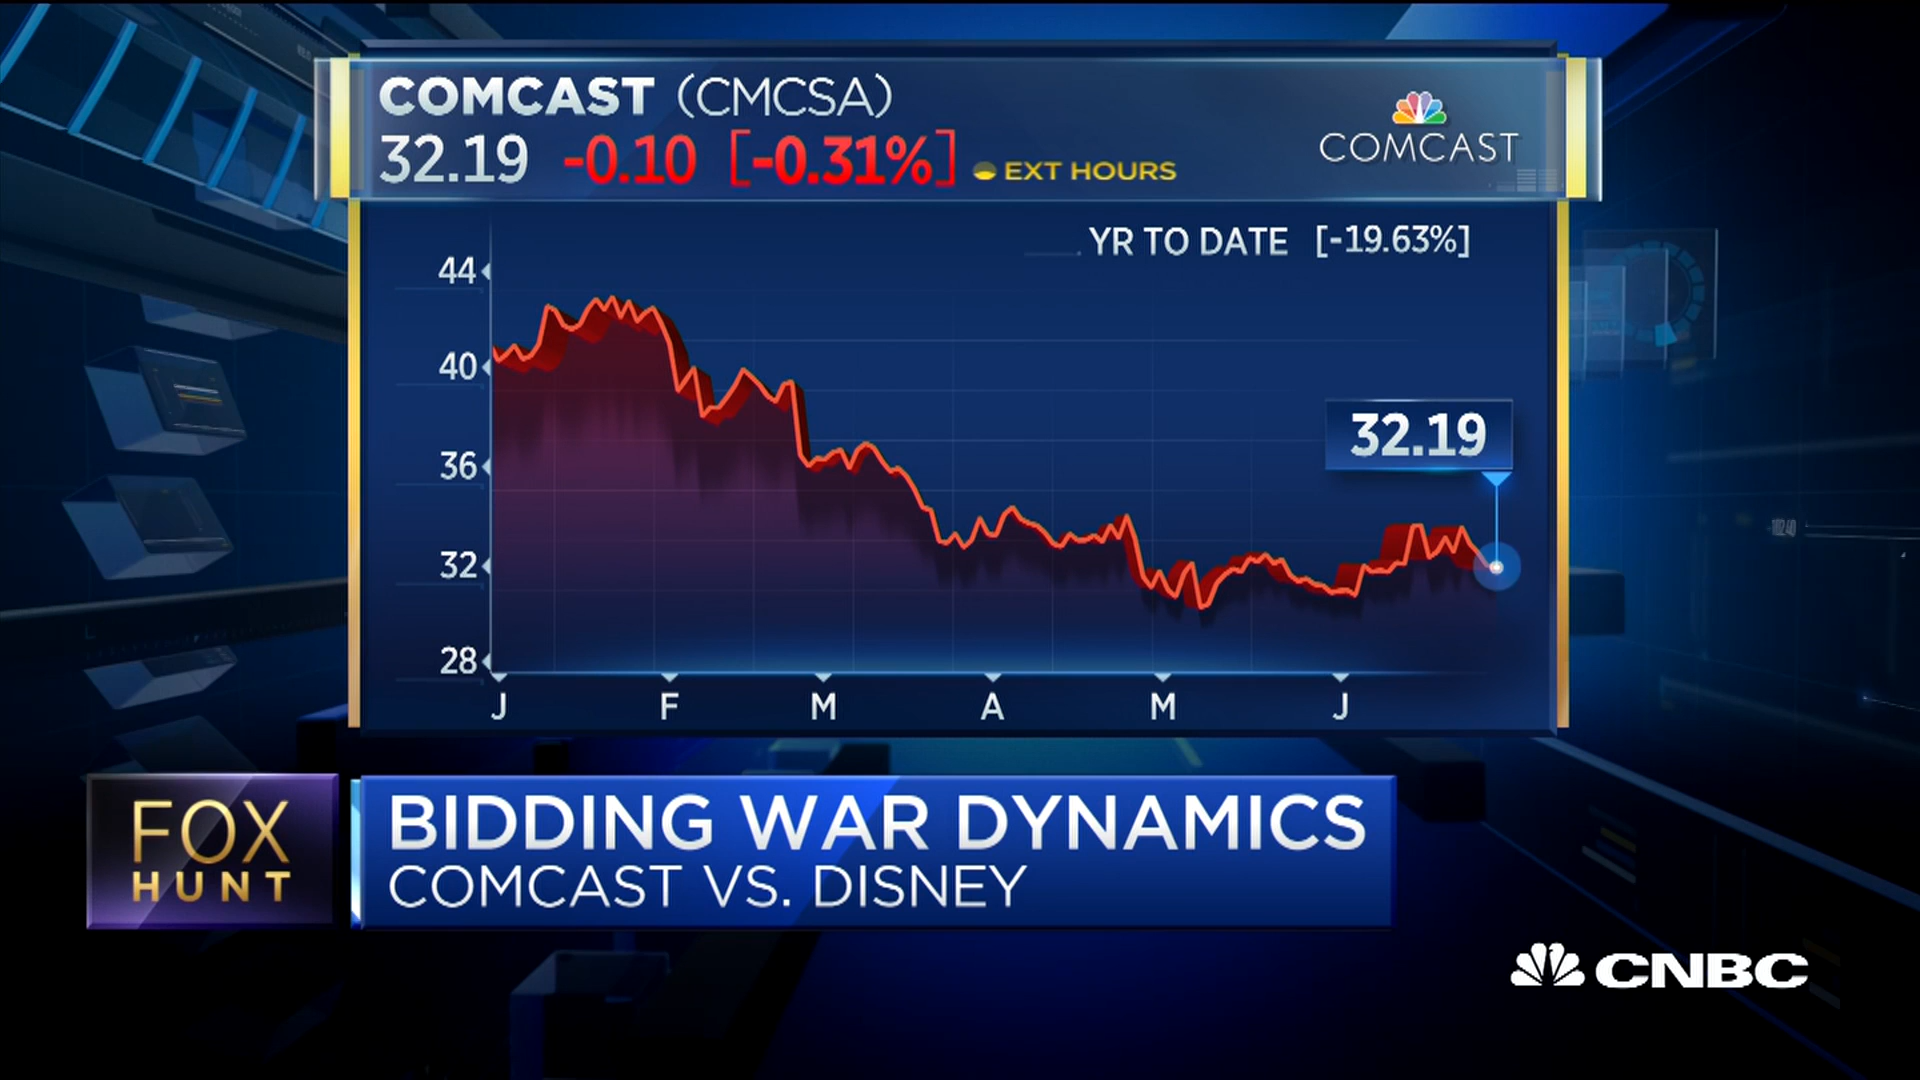 COMCAST (CMCSA)
32.19 -0.10 [-0.31%] EXT HOURS
COMCAST
YR TO DATE [-19.63%]
44
40
36
32
28
32.19
J F M A M J
FOX
HUNT
BIDDING WAR DYNAMICS
COMCAST VS. DISNEY
CNBC